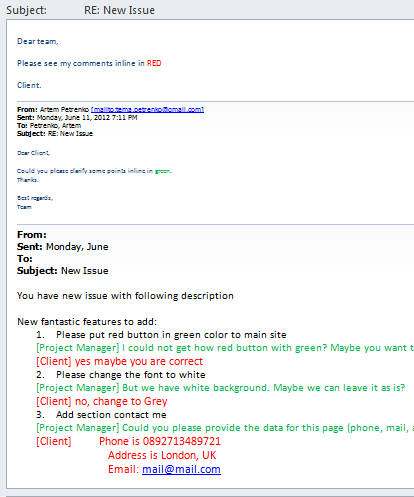 Subject: RE: New Issue
Dear team,
Please see my comments inline in RED
Client.
From: Artem Petrenko [mailto:tema.petrenko@gmail.com]
Sent: Monday, June 11, 2012 7:11 PM
To: Petrenko, Artem
Subject: RE: New Issue
Dear Client,
Could you please clarify some points inline in green.
Thanks.
Best regards,
Team
From:
Sent: Monday, June
To:
Subject: New Issue
You have new issue with following description
New fantastic features to add:
1. Please put red button in green color to main site
[Project Manager] I could not get how red button with green? Maybe you want t
[Client] yes maybe you are correct
2. Please change the font to white
[Project Manager] But we have white background. Maybe we can leave it as is?
[Client] no, change to Grey
3. Add section contact me
[Project Manager] Could you please provide the data for this page (phone, mail, a
[Client] Phone is 0892713489721
Address is London, UK
Email: mail@mail.com